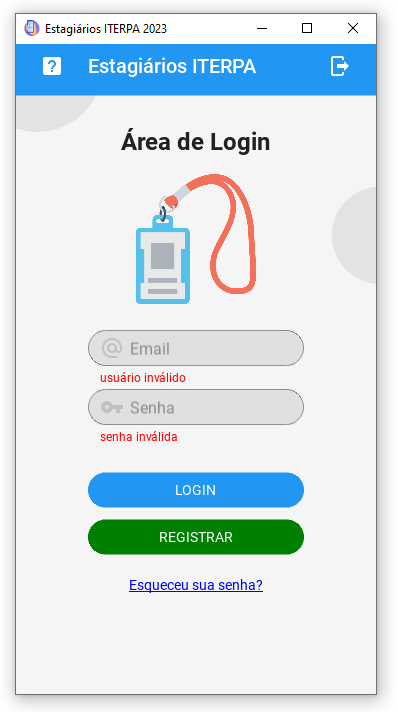 Estagiários ITERPA 2023
Estagiários ITERPA
Área de Login
Email
usuário inválido
Senha
senha inválida
LOGIN
REGISTRAR
Esqueceu sua senha?